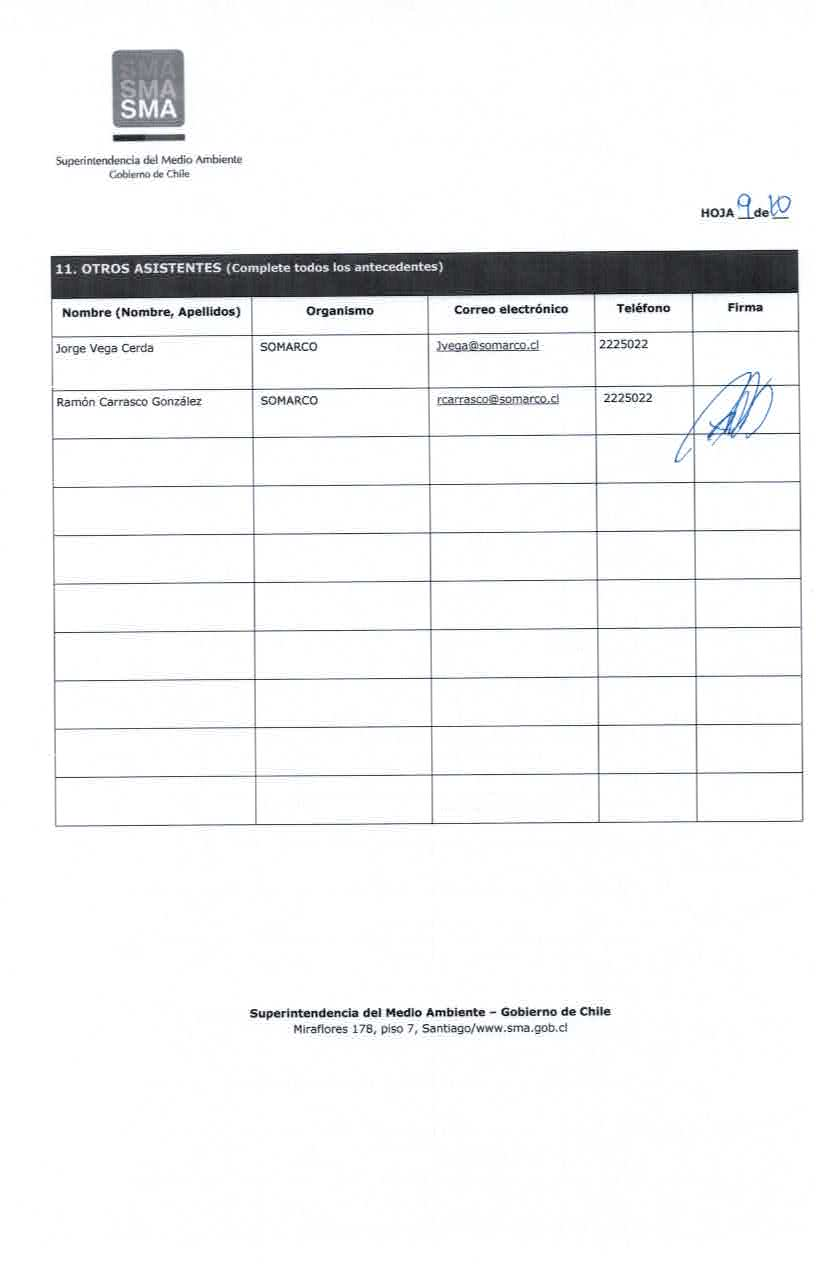 SMA
SMA
SMA
Superintendencia del Medio Ambiente
Gobierno de Chile
HOJA 9 de 10
11. OTROS ASISTENTES (Complete todos los antecedentes)
Nombre (Nombre, Apellidos) Organismo Correo electrónico Teléfono Firma
Jorge Vega Cerda SOMARCO Jvega@somarco.cl 2225022
Ramón Carrasco González SOMARCO rcarrasco@somarco.cl 2225022
Superintendencia del Medio Ambiente – Gobierno de Chile
Miraflores 178, piso 7, Santiago/www.sma.gob.cl